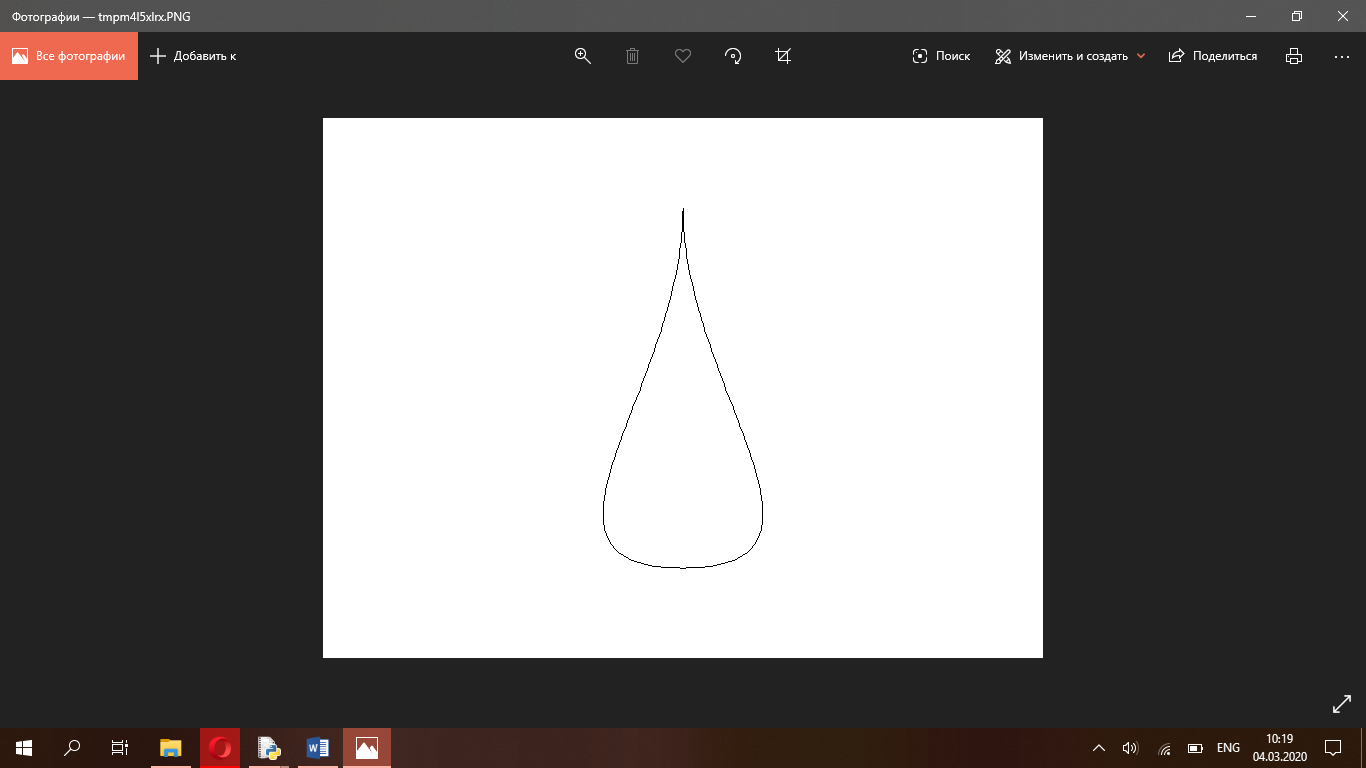 Фотографии — tmpm4l5xlrx.PNG
Все фотографии
Добавить к
Поиск
Изменить и создать
Поделиться
W
ENG
10:19
04.03.2020